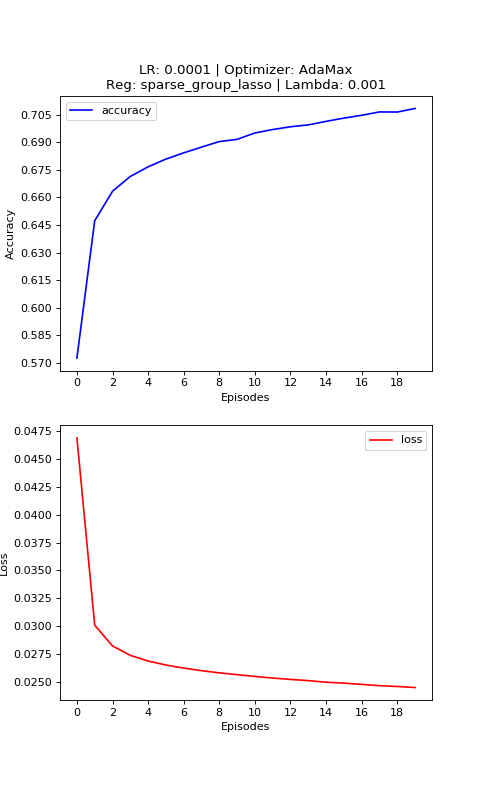 LR: 0.0001 | Optimizer: AdaMax
Reg: sparse_group_lasso | Lambda: 0.001
accuracy
0.705
0.690
0.675
0.660
0.645
0.630
0.615
0.600
0.585
0.570
Accuracy
0 2 4 6 8 10 12 14 16 18
Episodes
loss
0.0475
0.0450
0.0425
0.0400
0.0375
0.0350
0.0325
0.0300
0.0275
0.0250
Loss
0 2 4 6 8 10 12 14 16 18
Episodes